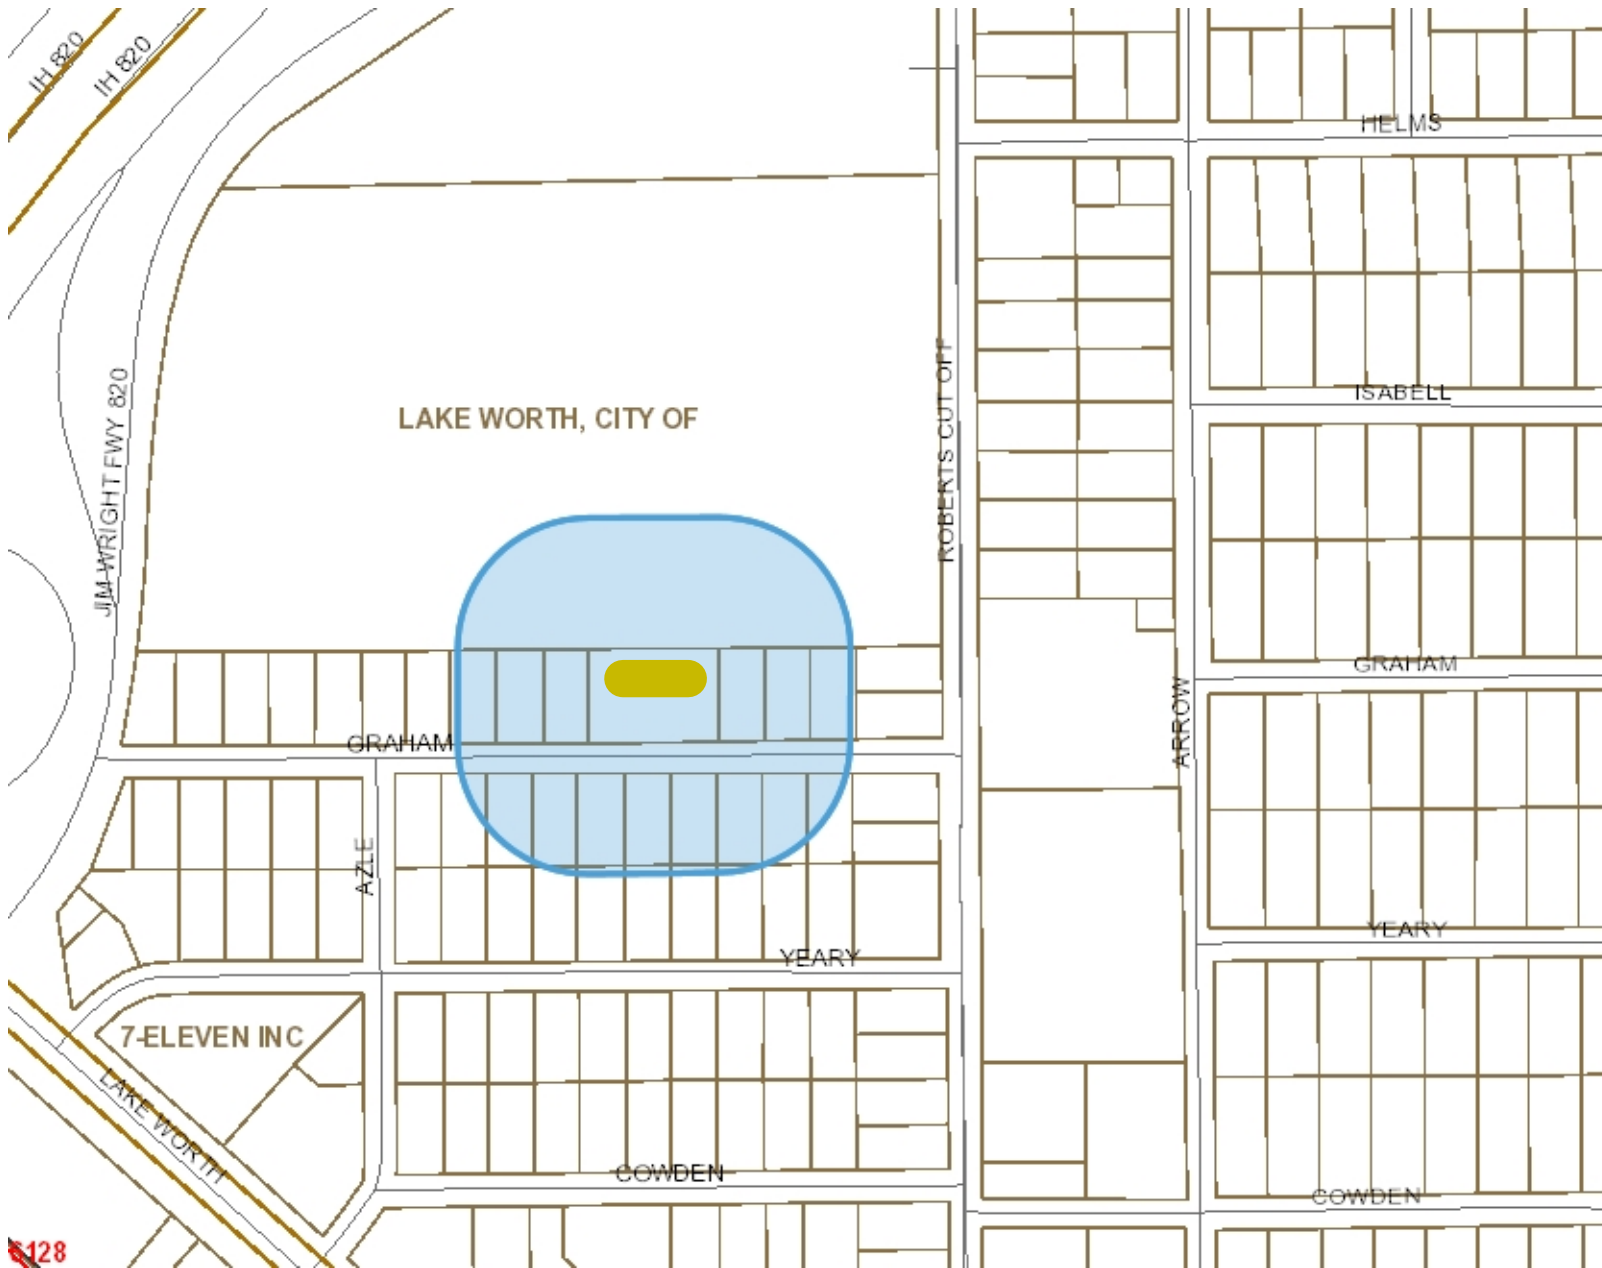 IH 820
IH 820
HELMS
JIM WRIGHT FWY 820
LAKE WORTH, CITY OF
ROBERTS CUT OFF
ISABELL
GRAHAM
ARROW
GRAHAM
AZLE
YEARY
YEARY
7-ELEVEN INC
LAKE WORTH
COWDEN
COWDEN
6128